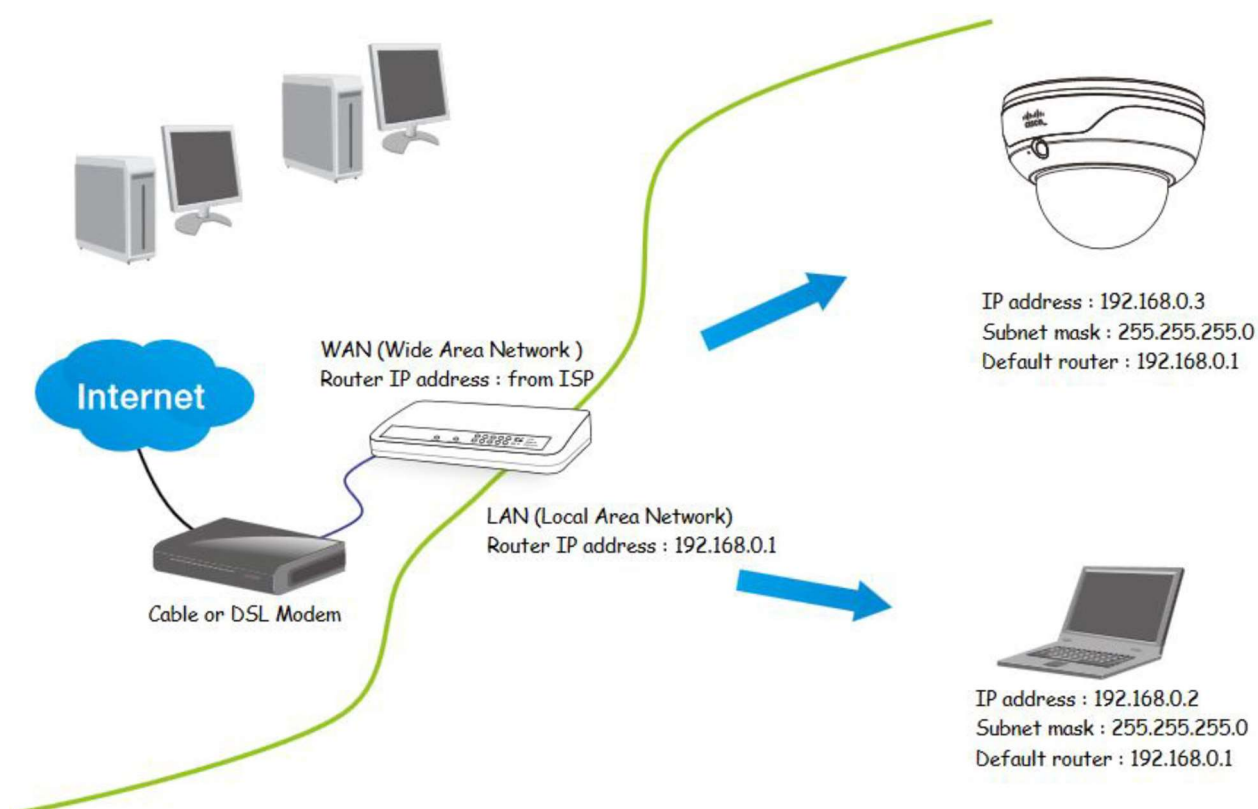 CISCO
IP address : 192.168.0.3
Subnet mask : 255.255.255.0
Default router : 192.168.0.1
WAN (Wide Area Network )
Router IP address : from ISP
Internet
LAN (Local Area Network)
Router IP address : 192.168.0.1
Cable or DSL Modem
IP address : 192.168.0.2
Subnet mask : 255.255.255.0
Default router : 192.168.0.1